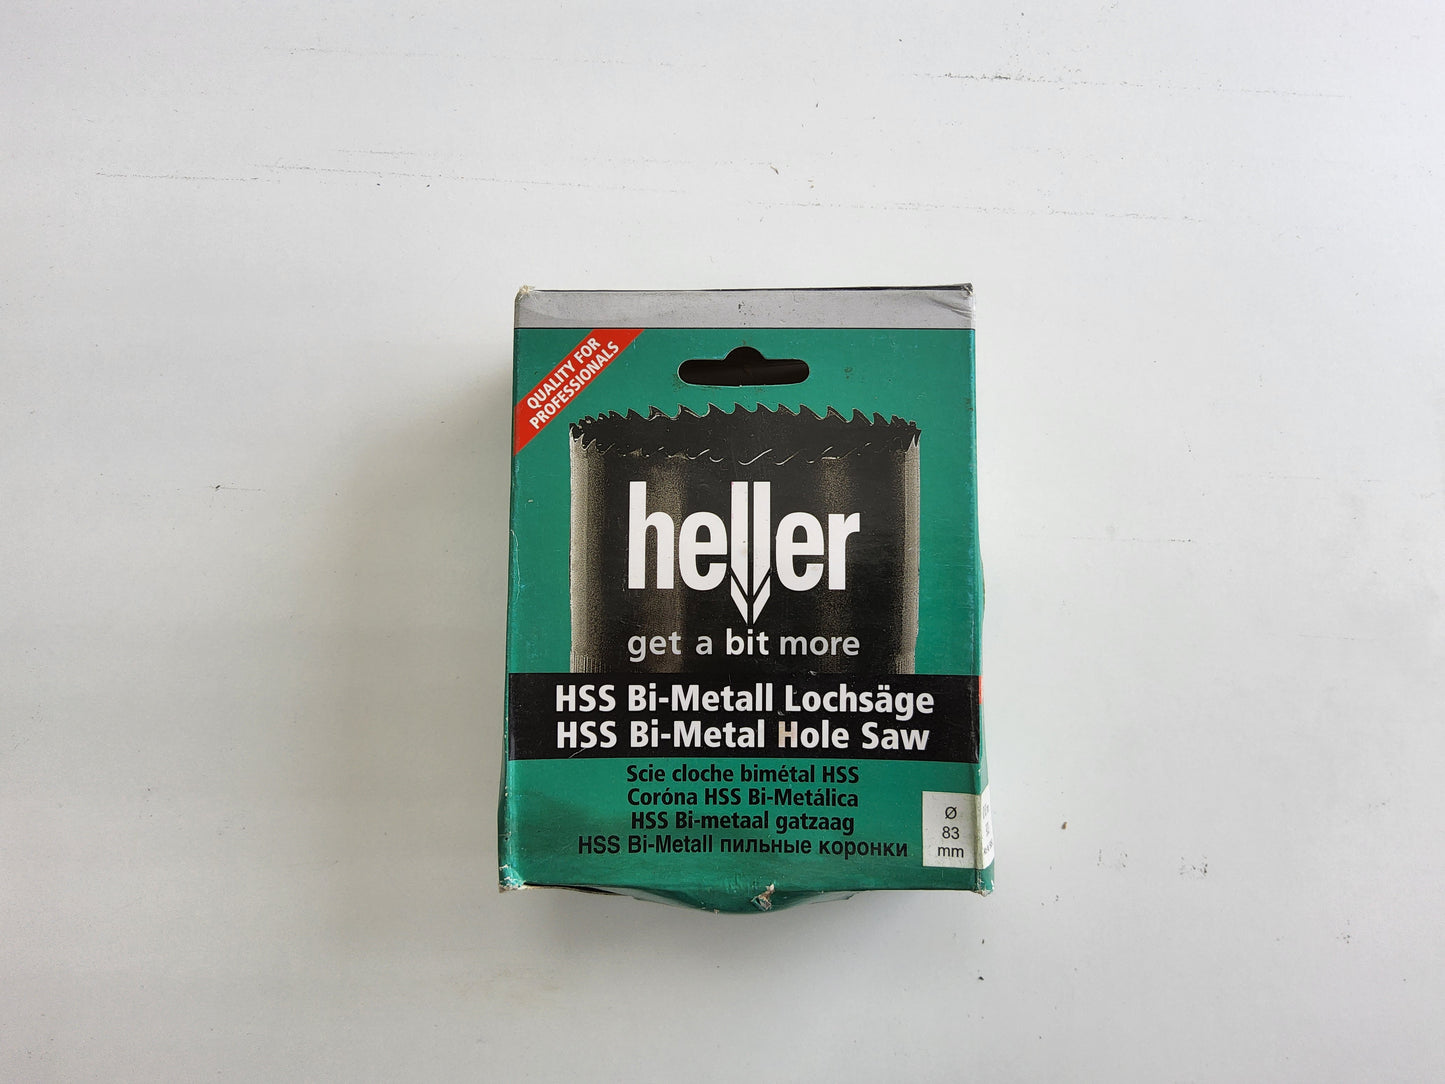 QUALITY FOR
PROFESSIONALS
heller
get a bit more
HSS Bi-Metall Lochsäge
HSS Bi-Metal Hole Saw
Scie cloche bimétal HSS
Coróna HSS Bi-Metálica
HSS Bi-metaal gatzaag
HSS Bi-Metall пильные коронки
Ø
83
mm